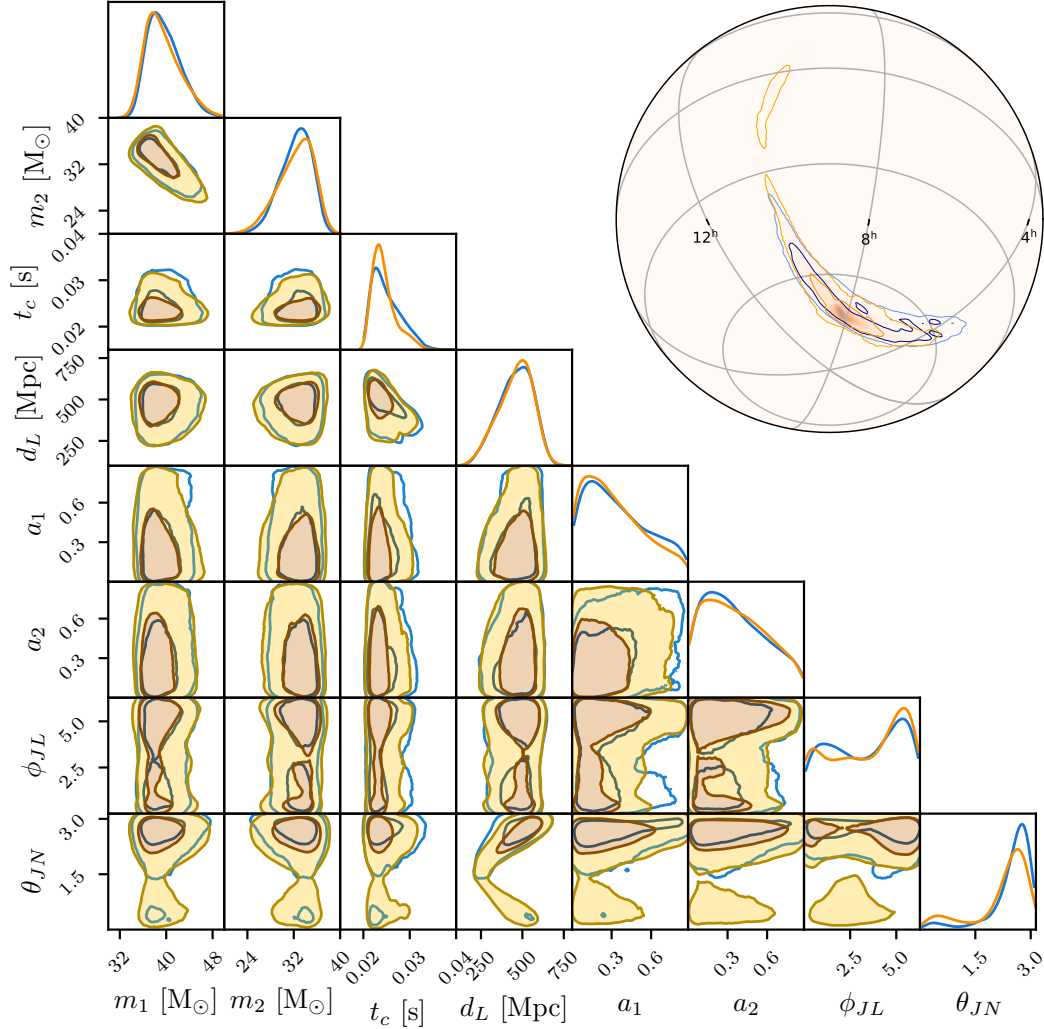 12h
8h
4h
40
32
24
m₂ [M⊙]
0.04
0.03
0.02
t_c [s]
750
500
250
d_L [Mpc]
0.6
0.3
a₁
0.6
0.3
a₂
5.0
2.5
ϕ_JL
3.0
1.5
θ_JN
32 40 48 24 32 40 0.02 0.03 0.04 250 500 750 0.3 0.6 0.3 0.6 2.5 5.0 1.5 3.0
m₁ [M⊙] m₂ [M⊙] t_c [s] d_L [Mpc] a₁ a₂ ϕ_JL θ_JN